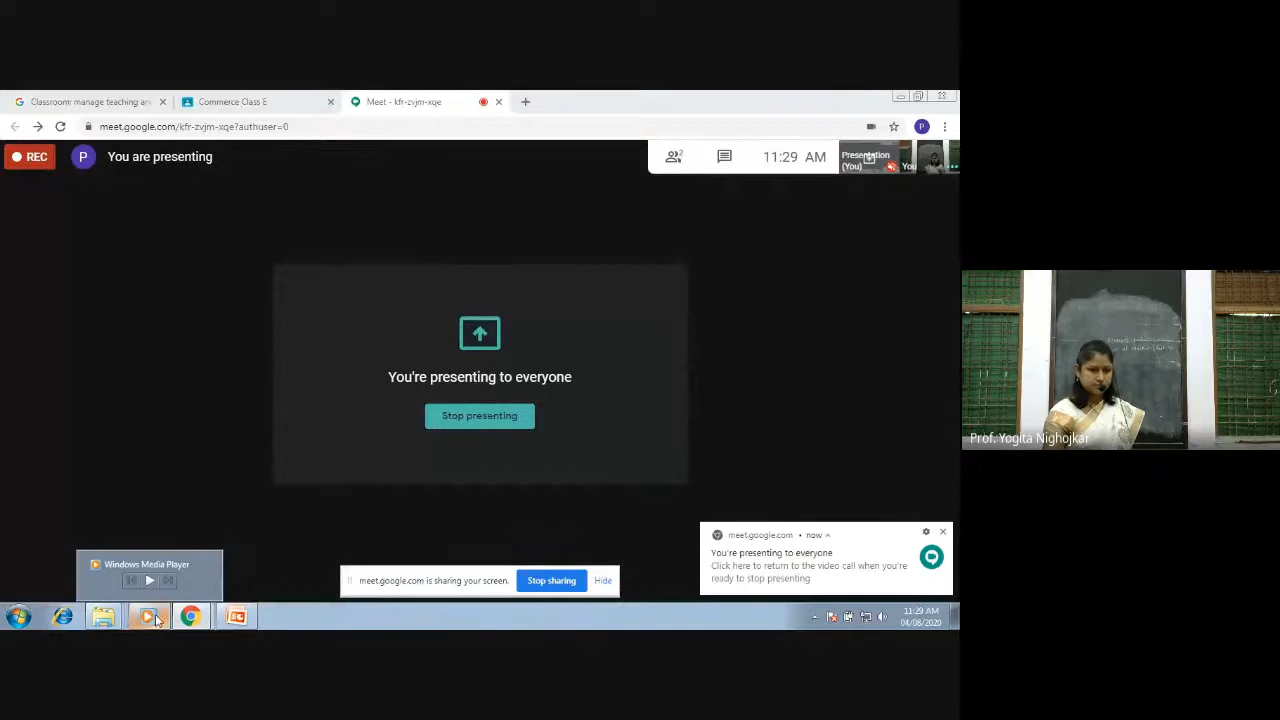 Classroom: manage teaching an
Commerce Class E
Meet - kfr-zvjm-xqe
meet.google.com/kfr-zvjm-xqe?authuser=0
P
REC
P
You are presenting
2
11:29 AM
Presentation
(You)
You
You're presenting to everyone
Stop presenting
Prof. Yogita Nighojkar
meet.google.com • now
You're presenting to everyone
Click here to return to the video call when you're
ready to stop presenting
Windows Media Player
meet.google.com is sharing your screen.
Stop sharing
Hide
11:29 AM
04/08/2020